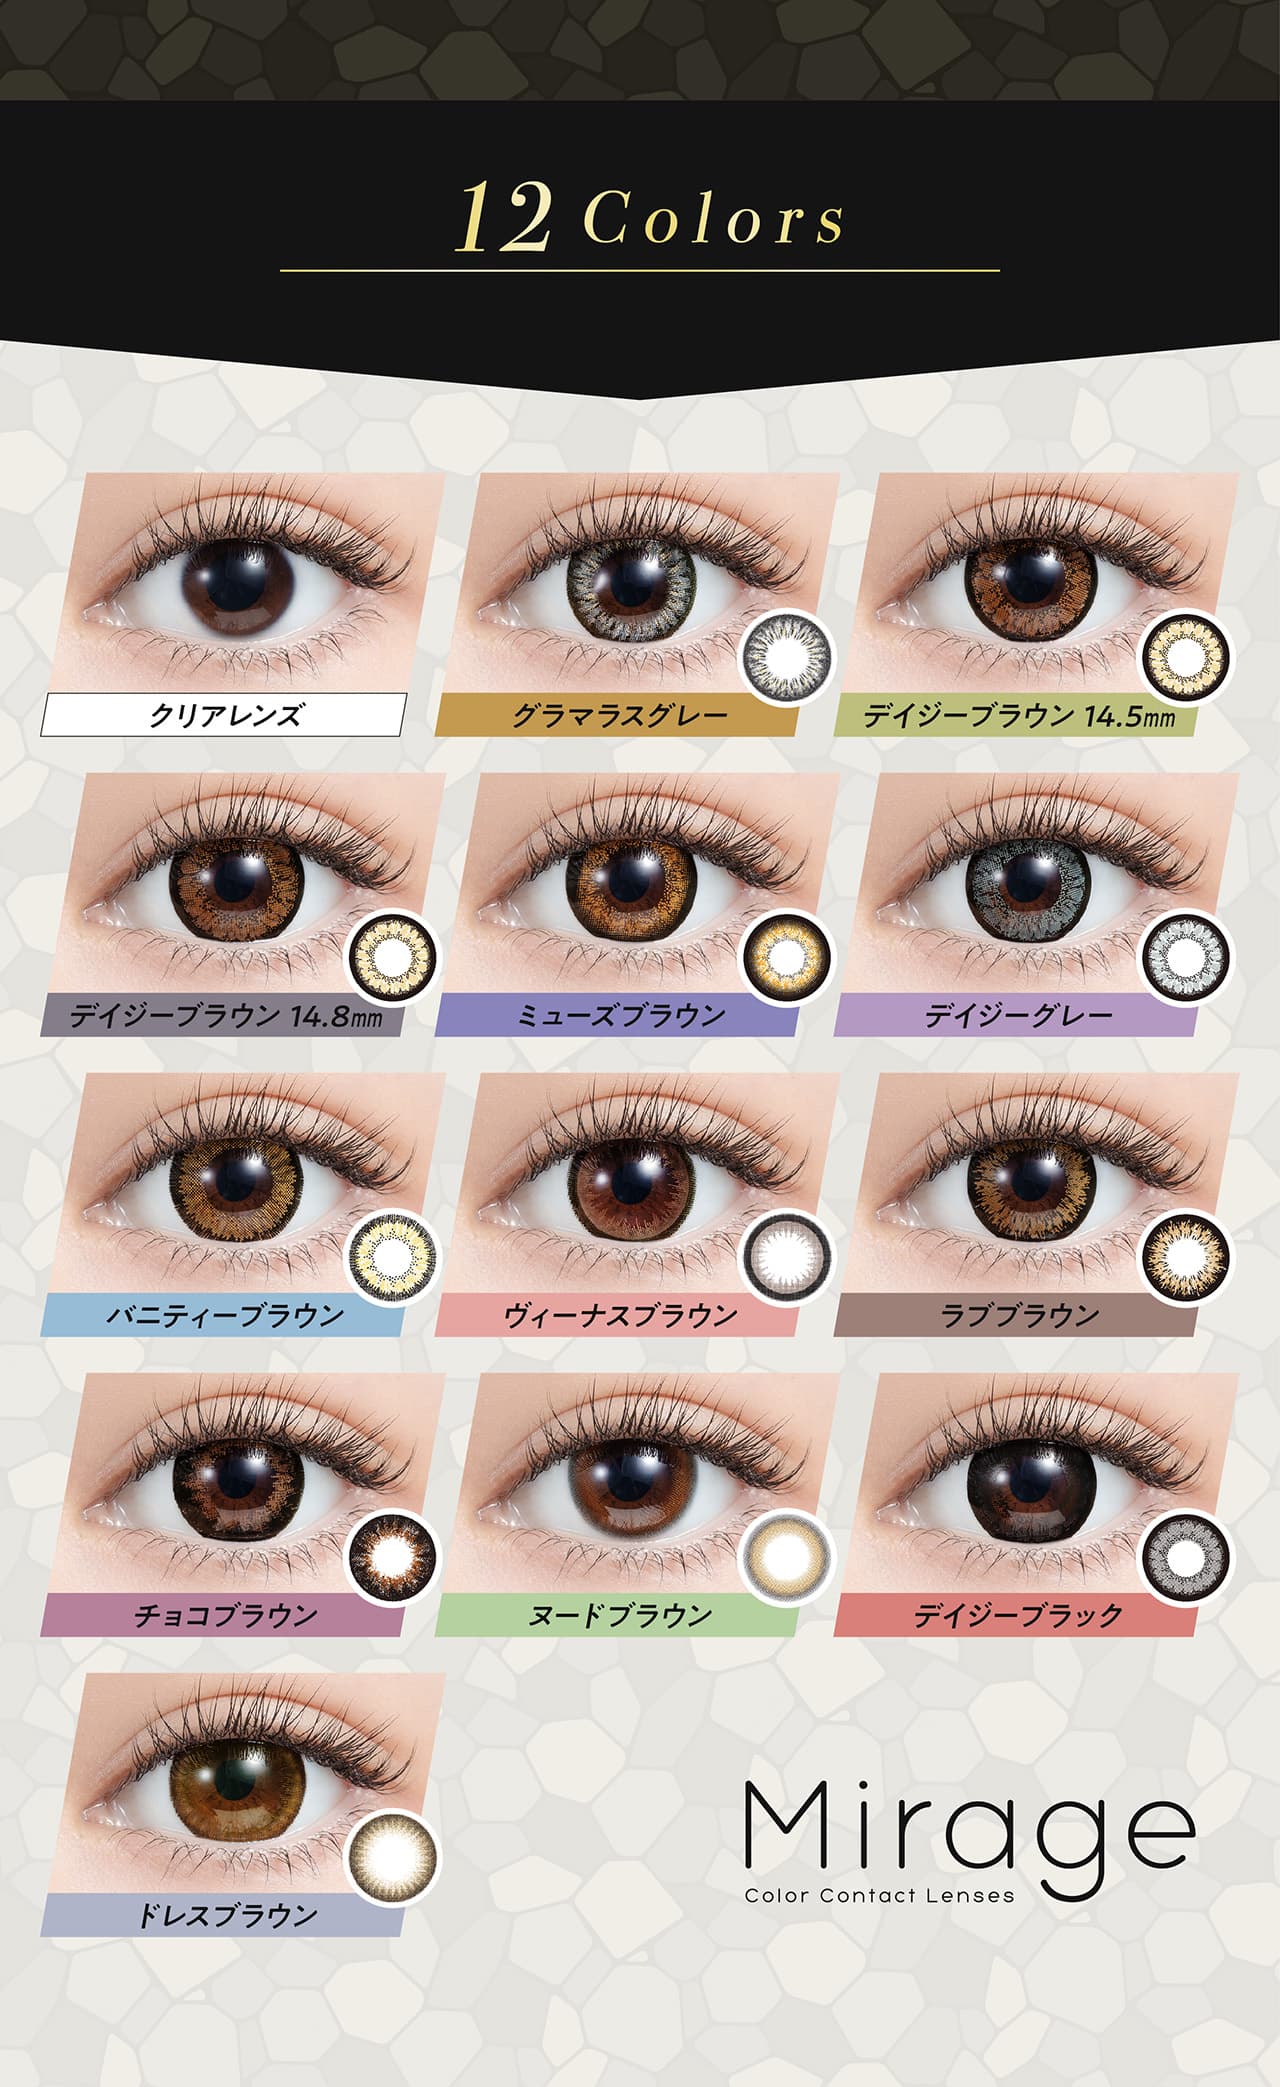 12 Colors
クリアレンズ
グラマラスグレー
デイジーブラウン 14.5mm
デイジーブラウン 14.8mm
ミューズブラウン
デイジーグレー
バニティーブラウン
ヴィーナスブラウン
ラブブラウン
チョコブラウン
ヌードブラウン
デイジーブラック
ドレスブラウン
Mirage
Color Contact Lenses